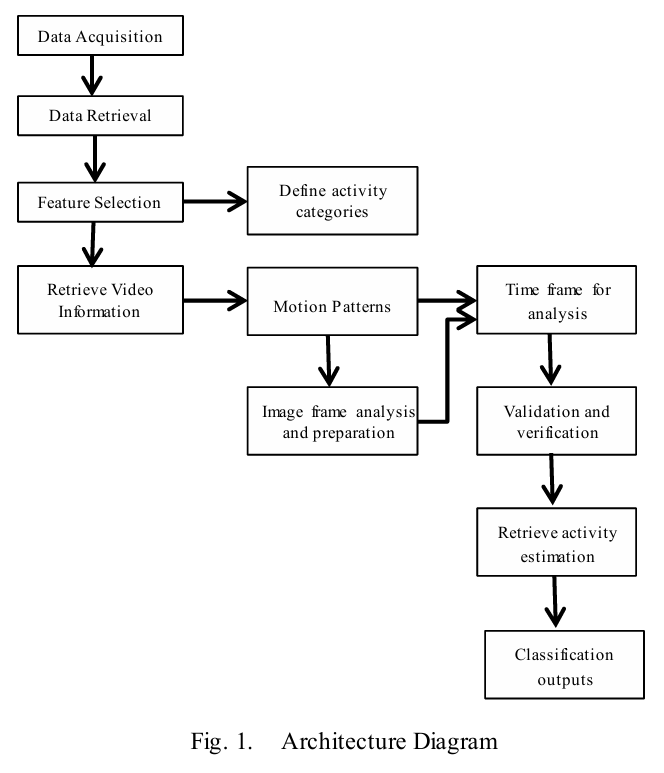 Data Acquisition
Data Retrieval
Feature Selection
Define activity
categories
Retrieve Video
Information
Motion Patterns
Time frame for
analysis
Image frame analysis
and preparation
Validation and
verification
Retrieve activity
estimation
Classification
outputs
Fig. 1. Architecture Diagram